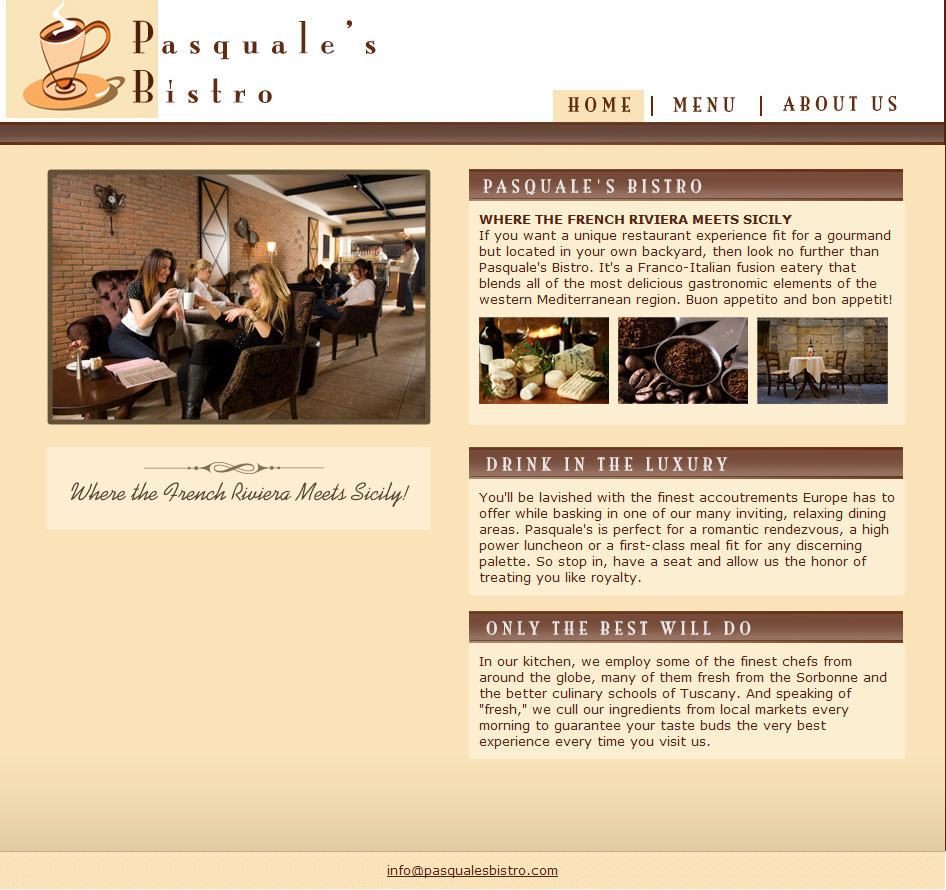 Pasquale's
Bistro
HOME | MENU | ABOUT US
PASQUALE'S BISTRO
WHERE THE FRENCH RIVIERA MEETS SICILY
If you want a unique restaurant experience fit for a gourmand
but located in your own backyard, then look no further than
Pasquale's Bistro. It's a Franco-Italian fusion eatery that
blends all of the most delicious gastronomic elements of the
western Mediterranean region. Buon appetito and bon appetit!
Where the French Riviera Meets Sicily!
DRINK IN THE LUXURY
You'll be lavished with the finest accoutrements Europe has to
offer while basking in one of our many inviting, relaxing dining
areas. Pasquale's is perfect for a romantic rendezvous, a high
power luncheon or a first-class meal fit for any discerning
palette. So stop in, have a seat and allow us the honor of
treating you like royalty.
ONLY THE BEST WILL DO
In our kitchen, we employ some of the finest chefs from
around the globe, many of them fresh from the Sorbonne and
the better culinary schools of Tuscany. And speaking of
"fresh," we cull our ingredients from local markets every
morning to guarantee your taste buds the very best
experience every time you visit us.
info@pasqualesbistro.com